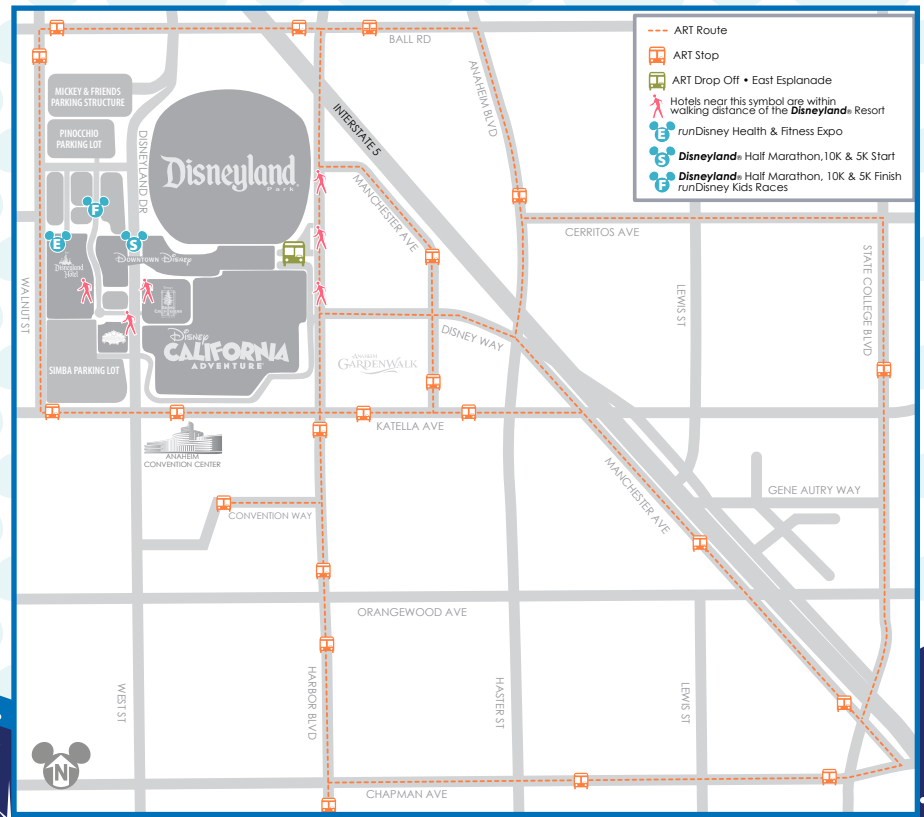 BALL RD
ART Route
ART Stop
ART Drop Off • East Esplanade
Hotels near this symbol are within
walking distance of the Disneyland® Resort
E
runDisney Health & Fitness Expo
S
Disneyland® Half Marathon,10K & 5K Start
F
Disneyland® Half Marathon, 10K & 5K Finish
runDisney Kids Races
MICKEY & FRIENDS
PARKING STRUCTURE
PINOCCHIO
PARKING LOT
DISNEYLAND DR
Disneyland
Park
INTERSTATE 5
ANAHEIM BLVD
MANCHESTER AVE
CERRITOS AVE
F
E
S
DOWNTOWN DISNEY
Disneyland
Hotel
WALNUT ST
LEWIS ST
STATE COLLEGE BLVD
DISNEY WAY
Disney
CALIFORNIA
ADVENTURE
ANAHEIM
GARDENWALK
SIMBA PARKING LOT
KATELLA AVE
ANAHEIM
CONVENTION CENTER
MANCHESTER AVE
GENE AUTRY WAY
CONVENTION WAY
ORANGEWOOD AVE
WEST ST
HARBOR BLVD
HASTER ST
LEWIS ST
N
CHAPMAN AVE